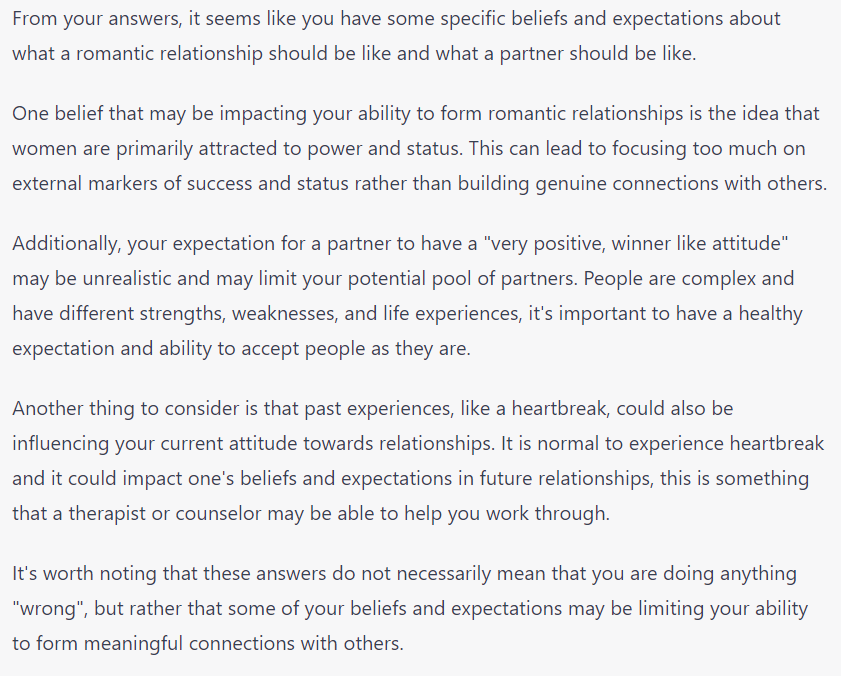 From your answers, it seems like you have some specific beliefs and expectations about
what a romantic relationship should be like and what a partner should be like.
One belief that may be impacting your ability to form romantic relationships is the idea that
women are primarily attracted to power and status. This can lead to focusing too much on
external markers of success and status rather than building genuine connections with others.
Additionally, your expectation for a partner to have a "very positive, winner like attitude"
may be unrealistic and may limit your potential pool of partners. People are complex and
have different strengths, weaknesses, and life experiences, it's important to have a healthy
expectation and ability to accept people as they are.
Another thing to consider is that past experiences, like a heartbreak, could also be
influencing your current attitude towards relationships. It is normal to experience heartbreak
and it could impact one's beliefs and expectations in future relationships, this is something
that a therapist or counselor may be able to help you work through.
It's worth noting that these answers do not necessarily mean that you are doing anything
"wrong", but rather that some of your beliefs and expectations may be limiting your ability
to form meaningful connections with others.